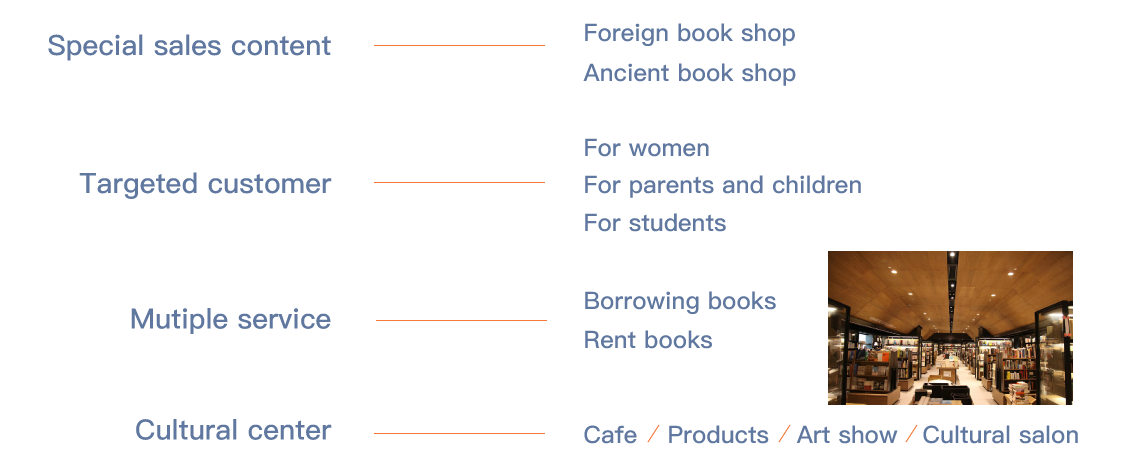 Special sales content
Foreign book shop
Ancient book shop
Targeted customer
For women
For parents and children
For students
Mutiple service
Borrowing books
Rent books
Cultural center
Cafe / Products / Art show / Cultural salon